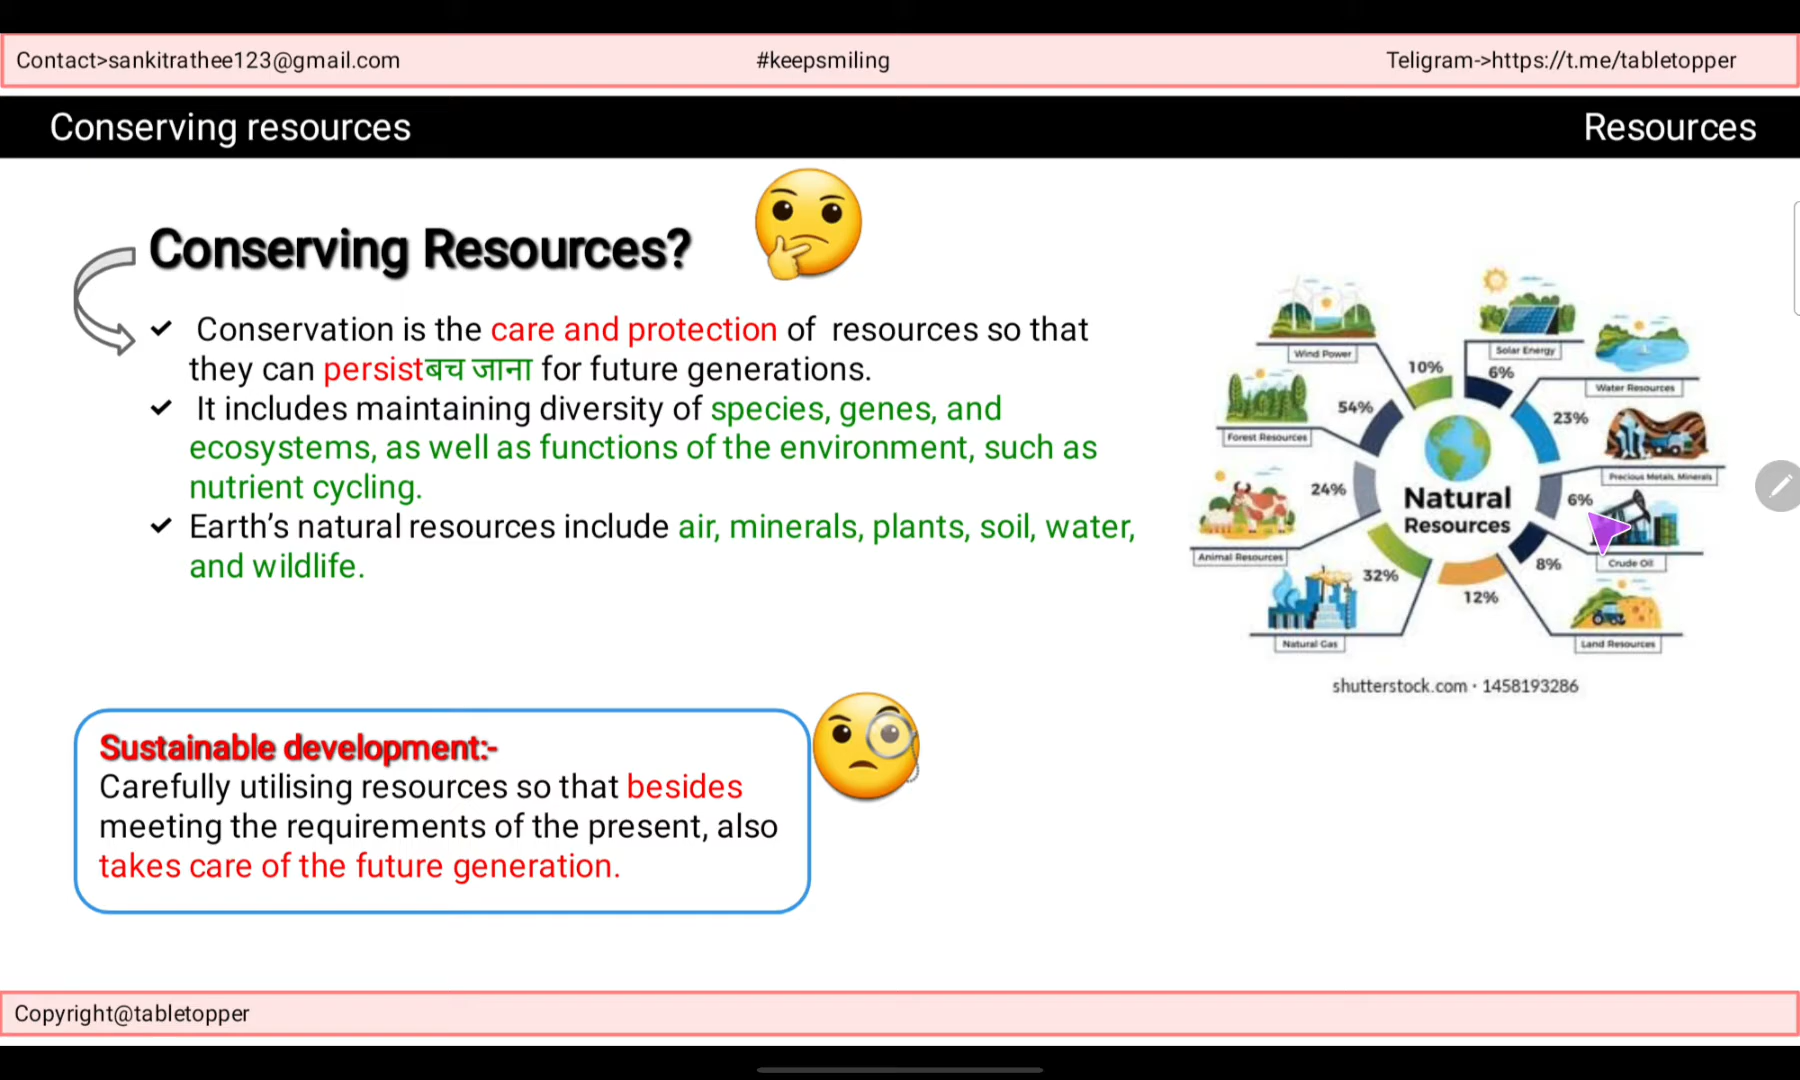 Contact>sankitrathee123@gmail.com
#keepsmiling
Teligram->https://t.me/tabletopper
Conserving resources
Resources
Conserving Resources?
✔ Conservation is the care and protection of resources so that
they can persistबच जाना for future generations.
✔ It includes maintaining diversity of species, genes, and
ecosystems, as well as functions of the environment, such as
nutrient cycling.
✔ Earth's natural resources include air, minerals, plants, soil, water,
and wildlife.
Wind Power
10%
Solar Energy
6%
Water Resources
23%
54%
Forest Resources
Precious Metals, Minerals
6%
24%
Natural
Resources
Animal Resources
Crude Oil
8%
32%
12%
Natural Gas
Land Resources
shutterstock.com · 1458193286
Sustainable development:-
Carefully utilising resources so that besides
meeting the requirements of the present, also
takes care of the future generation.
Copyright@tabletopper